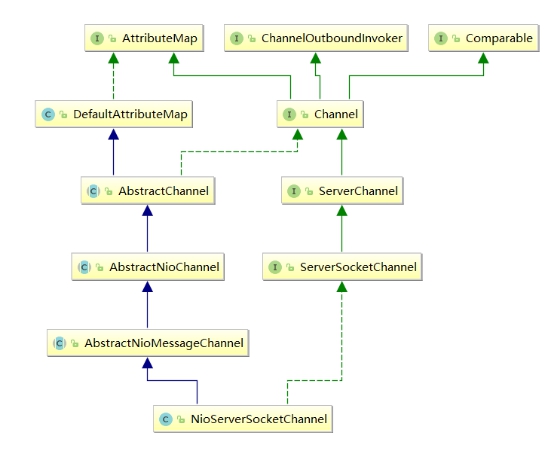 I AttributeMap
I ChannelOutboundInvoker
I Comparable
C DefaultAttributeMap
I Channel
C AbstractChannel
I ServerChannel
C AbstractNioChannel
I ServerSocketChannel
C AbstractNioMessageChannel
C NioServerSocketChannel